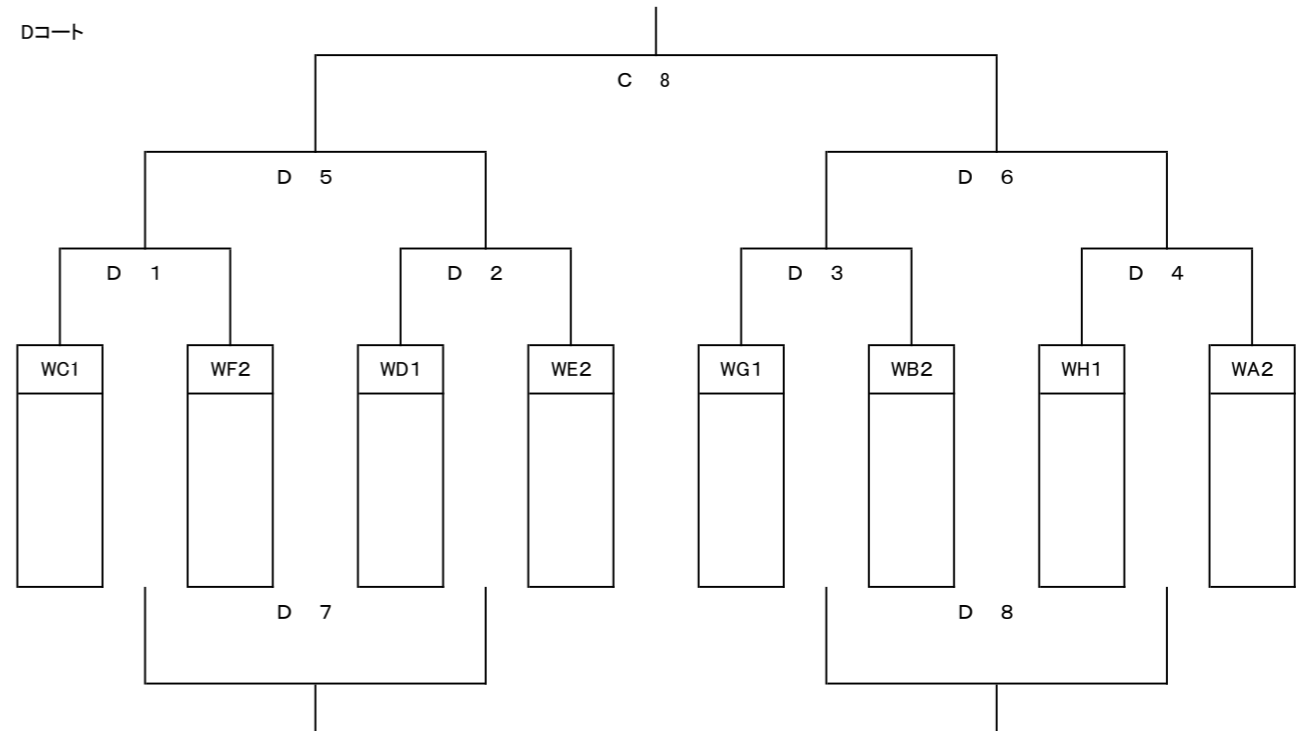 Dコート
C 8
D 5
D 6
D 1
D 2
D 3
D 4
WC1
WF2
WD1
WE2
WG1
WB2
WH1
WA2
D 7
D 8